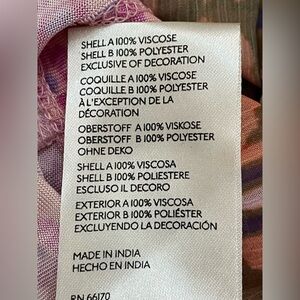 SHELL A 100% VISCOSE
SHELL B 100% POLYESTER
EXCLUSIVE OF DECORATION
COQUILLE A 100% VISCOSE
COQUILLE B 100% POLYESTER
À L'EXCEPTION DE LA
DÉCORATION
OBERSTOFF A 100% VISKOSE
OBERSTOFF B 100% POLYESTER
OHNE DEKO
SHELL A 100% VISCOSA
SHELL B 100% POLIESTERE
ESCLUSO IL DECORO
EXTERIOR A 100% VISCOSA
EXTERIOR B 100% POLIÉSTER
EXCLUYENDO LA DECORACIÓN
MADE IN INDIA
HECHO EN INDIA
RN 66170